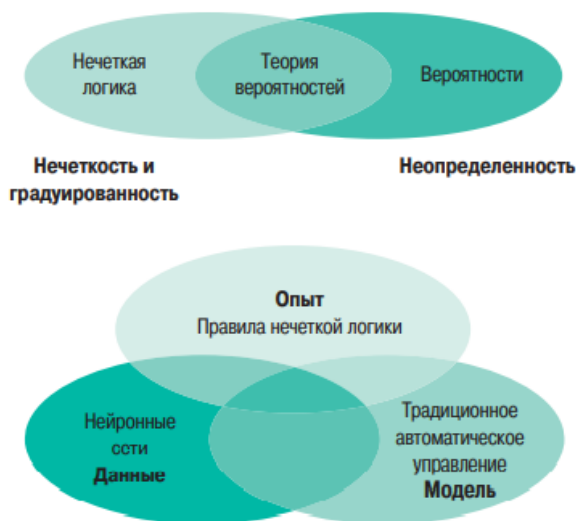 Нечеткая
логика
Теория
вероятностей
Вероятности
Нечеткость и
градуированность
Неопределенность
Опыт
Правила нечеткой логики
Нейронные
сети
Данные
Традиционное
автоматическое
управление
Модель